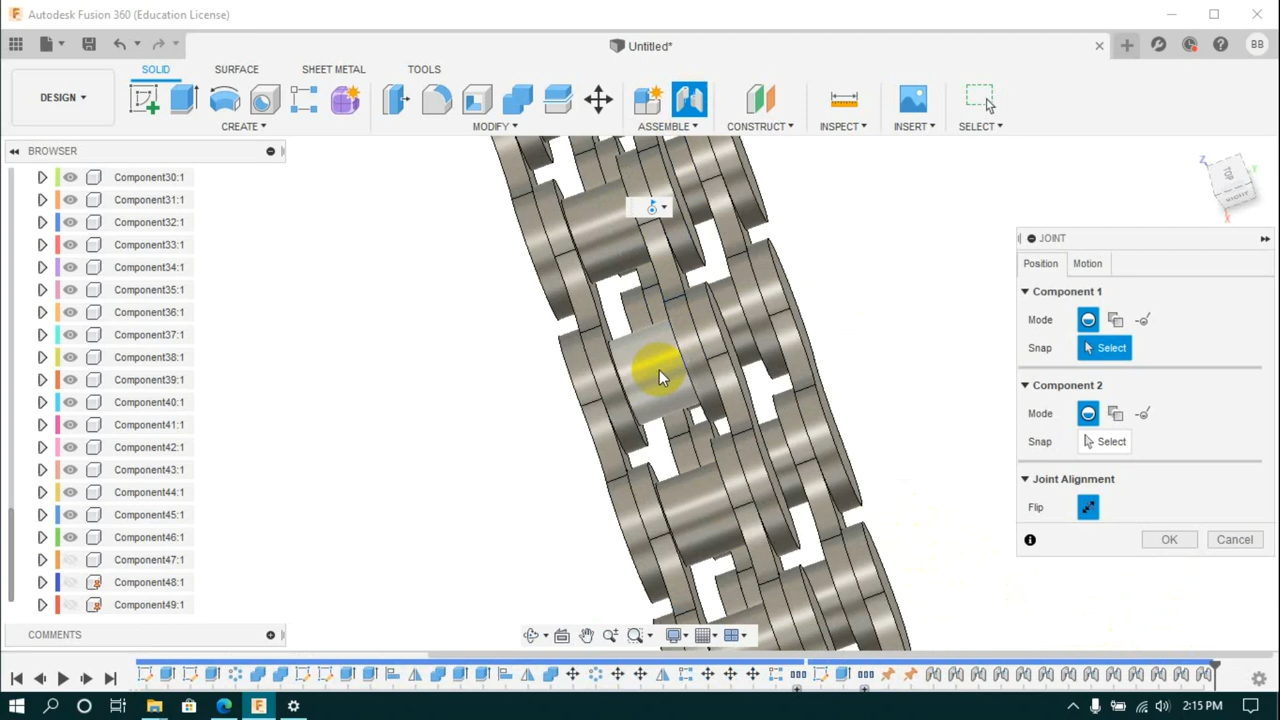 Autodesk Fusion 360 (Education License)
Untitled*
BB
SOLID
SURFACE
SHEET METAL
TOOLS
DESIGN
CREATE
MODIFY
ASSEMBLE
CONSTRUCT
INSPECT
INSERT
SELECT
BROWSER
Component30:1
Component31:1
Component32:1
Component33:1
Component34:1
Component35:1
Component36:1
Component37:1
Component38:1
Component39:1
Component40:1
Component41:1
Component42:1
Component43:1
Component44:1
Component45:1
Component46:1
Component47:1
Component48:1
Component49:1
COMMENTS
Z
Y
TOP
RIGHT
X
JOINT
Position
Motion
Component 1
Mode
Snap
Select
Component 2
Mode
Snap
Select
Joint Alignment
Flip
OK
Cancel
2:15 PM